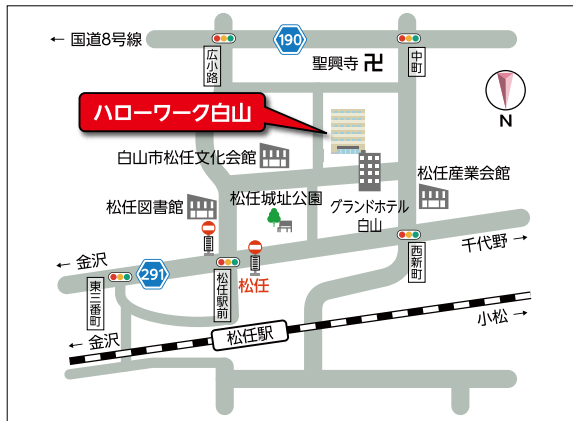 ← 国道8号線
広小路
190
聖興寺
中町
ハローワーク白山
N
白山市松任文化会館
松任産業会館
松任図書館
松任城址公園
グランドホテル
白山
← 金沢
291
東三番町
松任駅前
松任
西新町
千代野 →
← 金沢
松任駅
小松 →